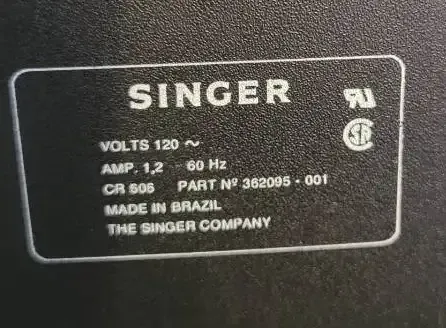 SINGER
VOLTS 120 ~
AMP. 1,2 60 Hz
CR 505 PART Nº 362095 - 001
MADE IN BRAZIL
THE SINGER COMPANY